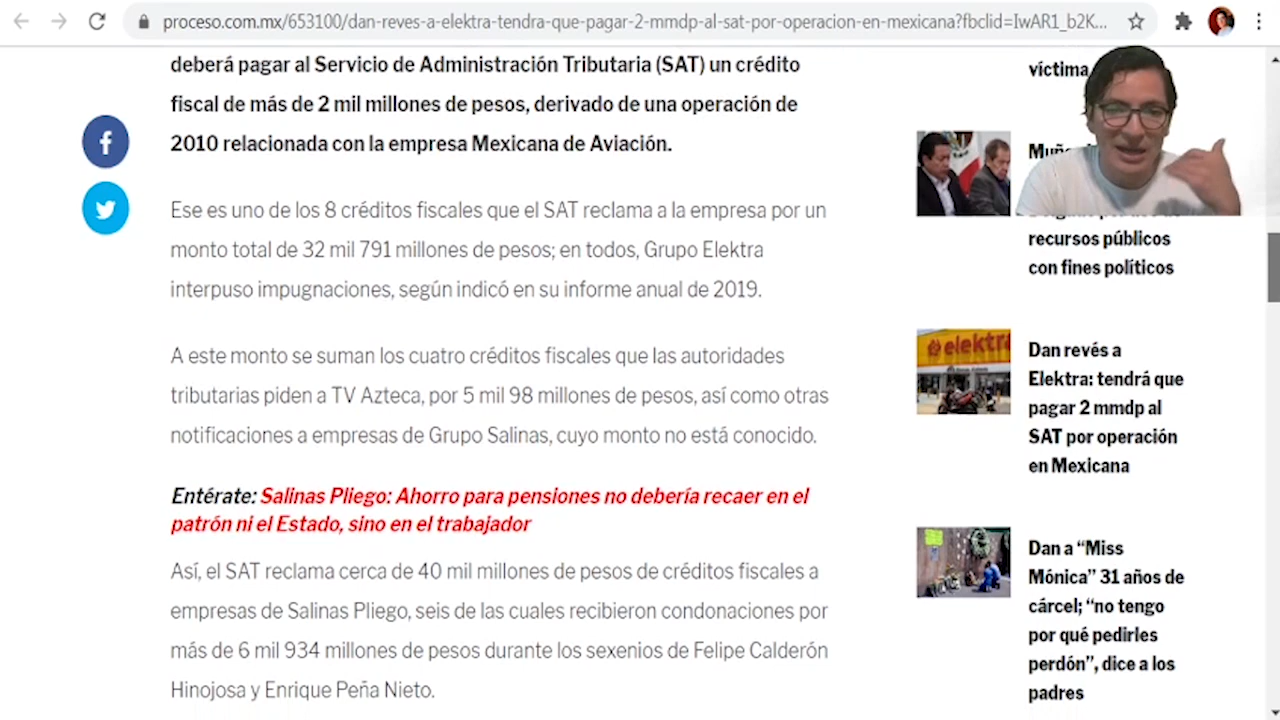 proceso.com.mx/653100/dan-reves-a-elektra-tendra-que-pagar-2-mmdp-al-sat-por-operacion-en-mexicana?fbclid=IwAR1_b2K...
deberá pagar al Servicio de Administración Tributaria (SAT) un crédito
fiscal de más de 2 mil millones de pesos, derivado de una operación de
2010 relacionada con la empresa Mexicana de Aviación.
Ese es uno de los 8 créditos fiscales que el SAT reclama a la empresa por un
monto total de 32 mil 791 millones de pesos; en todos, Grupo Elektra
interpuso impugnaciones, según indicó en su informe anual de 2019.
A este monto se suman los cuatro créditos fiscales que las autoridades
tributarias piden a TV Azteca, por 5 mil 98 millones de pesos, así como otras
notificaciones a empresas de Grupo Salinas, cuyo monto no está conocido.
Entérate: Salinas Pliego: Ahorro para pensiones no debería recaer en el
patrón ni el Estado, sino en el trabajador
Así, el SAT reclama cerca de 40 mil millones de pesos de créditos fiscales a
empresas de Salinas Pliego, seis de las cuales recibieron condonaciones por
más de 6 mil 934 millones de pesos durante los sexenios de Felipe Calderón
Hinojosa y Enrique Peña Nieto.
víctima
recursos públicos
con fines políticos
elektra
Dan revés a
Elektra: tendrá que
pagar 2 mmdp al
SAT por operación
en Mexicana
Dan a “Miss
Mónica” 31 años de
cárcel; “no tengo
por qué pedirles
perdón”, dice a los
padres